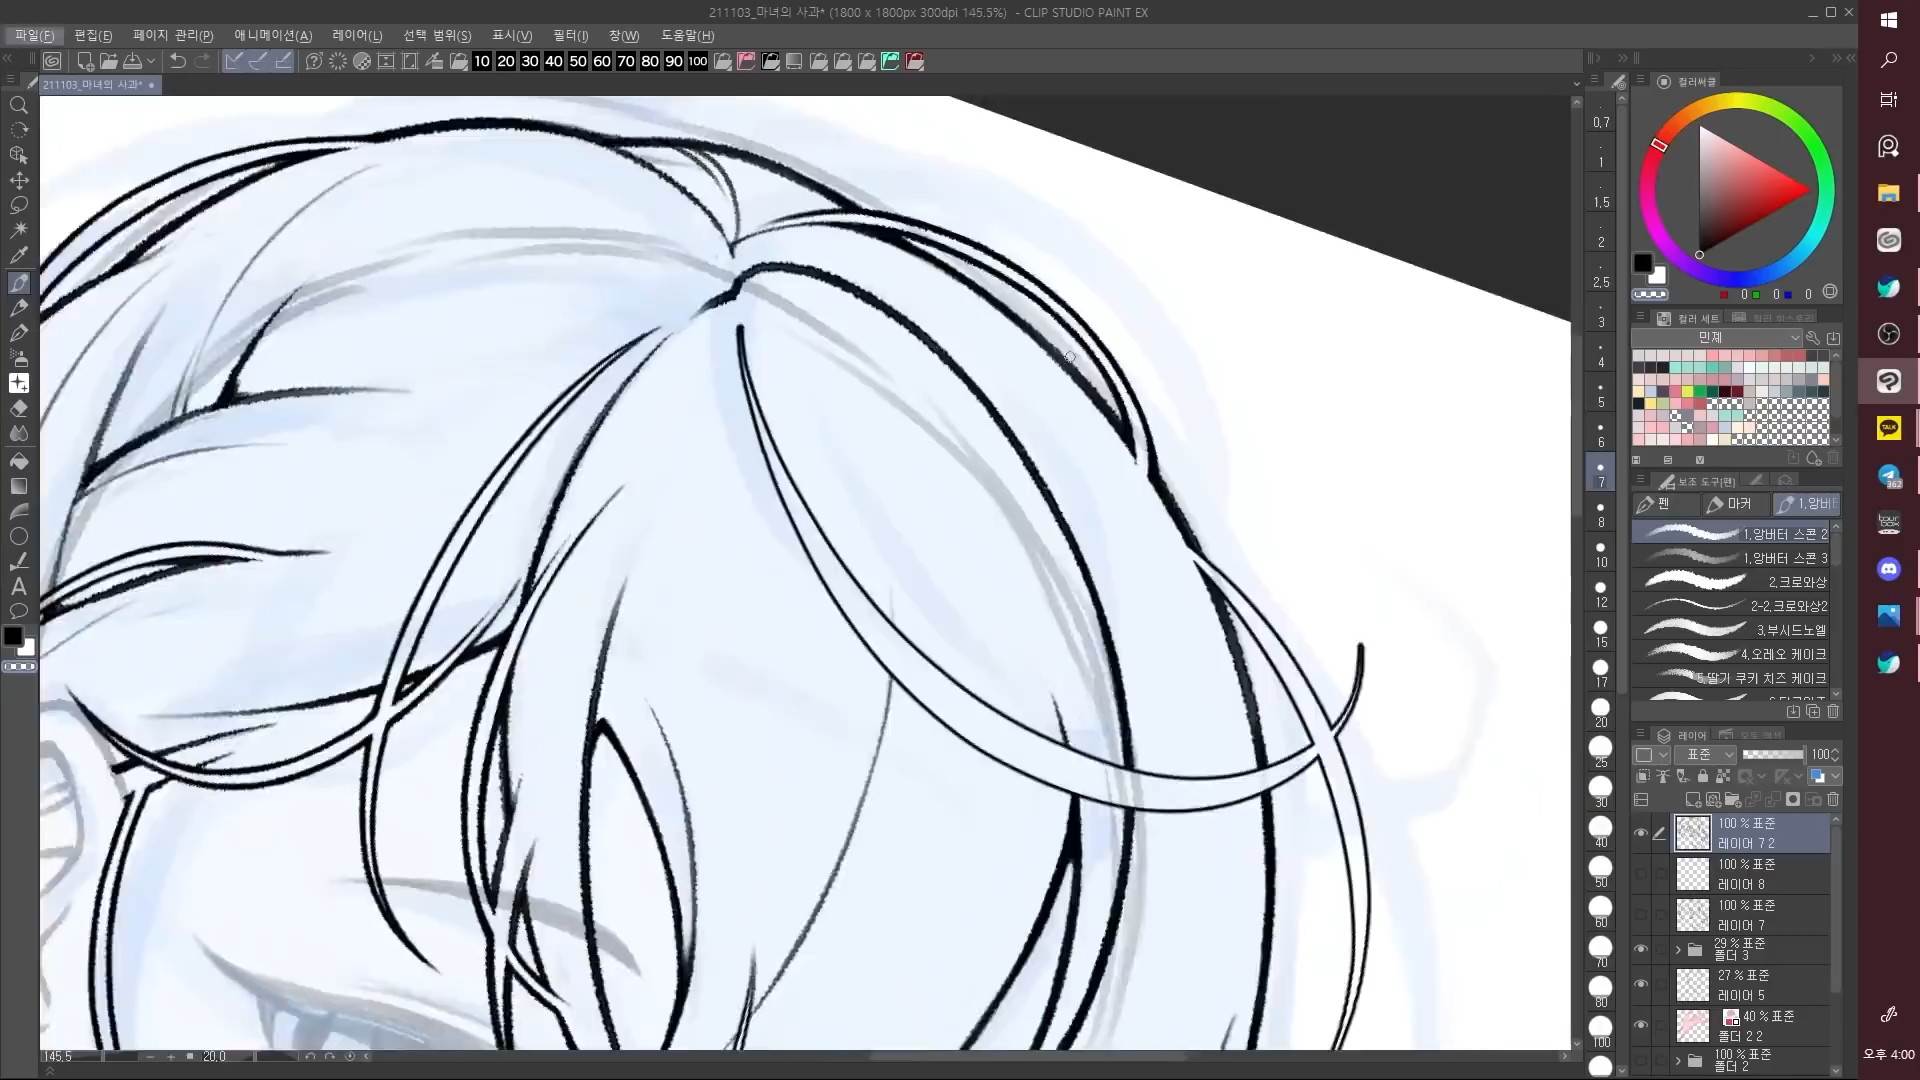 211103_마녀의 사과* (1800 x 1800px 300dpi 145.5%) - CLIP STUDIO PAINT EX
파일(F) 편집(E) 페이지 관리(P) 애니메이션(A) 레이어(L) 선택 범위(S) 표시(V) 필터(I) 창(W) 도움말(H)
10 20 30 40 50 60 70 80 90 100
211103_마녀의 사과*
컬러써클
0.7
1
1.5
2
2.5
3
4
5
6
7
8
10
12
15
17
20
25
30
40
50
60
70
80
100
0 0 0
컬러 세트
민제
보조 도구[펜]
펜 마커
1.앙버터 스콘 2
1.앙버터 스콘 3
2.크로와상
2-2.크로와상2
3.부시드노엘
4.오레오 케이크
5.딸기 쿠키 치즈 케이크
레이어
표준 100
100 % 표준
레이어 7 2
100 % 표준
레이어 8
100 % 표준
레이어 7
29 % 표준
폴더 3
27 % 표준
레이어 5
40 % 표준
폴더 2 2
100 % 표준
폴더 2
145.5 20.0
TALK
362
tour box
오후 4:00